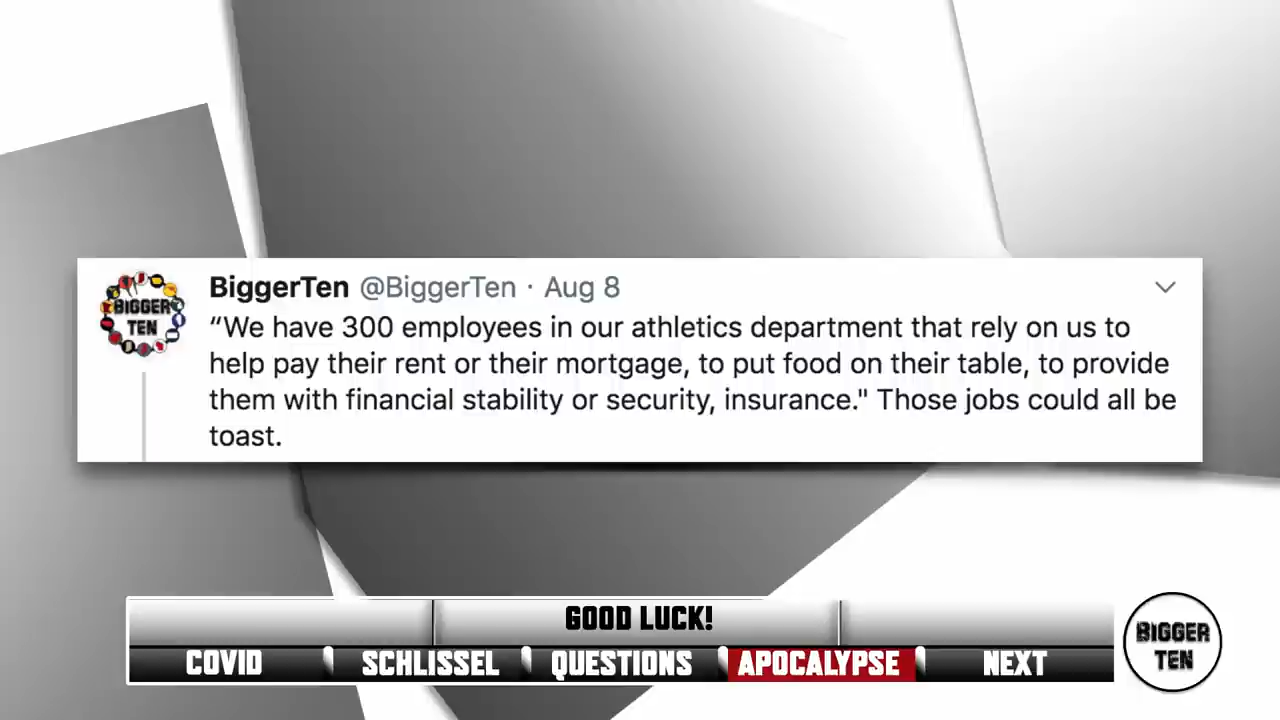 BiggerTen @BiggerTen · Aug 8
“We have 300 employees in our athletics department that rely on us to
help pay their rent or their mortgage, to put food on their table, to provide
them with financial stability or security, insurance." Those jobs could all be
toast.
BIGGER
TEN
GOOD LUCK!
COVID
SCHLISSEL
QUESTIONS
APOCALYPSE
NEXT
BIGGER
TEN